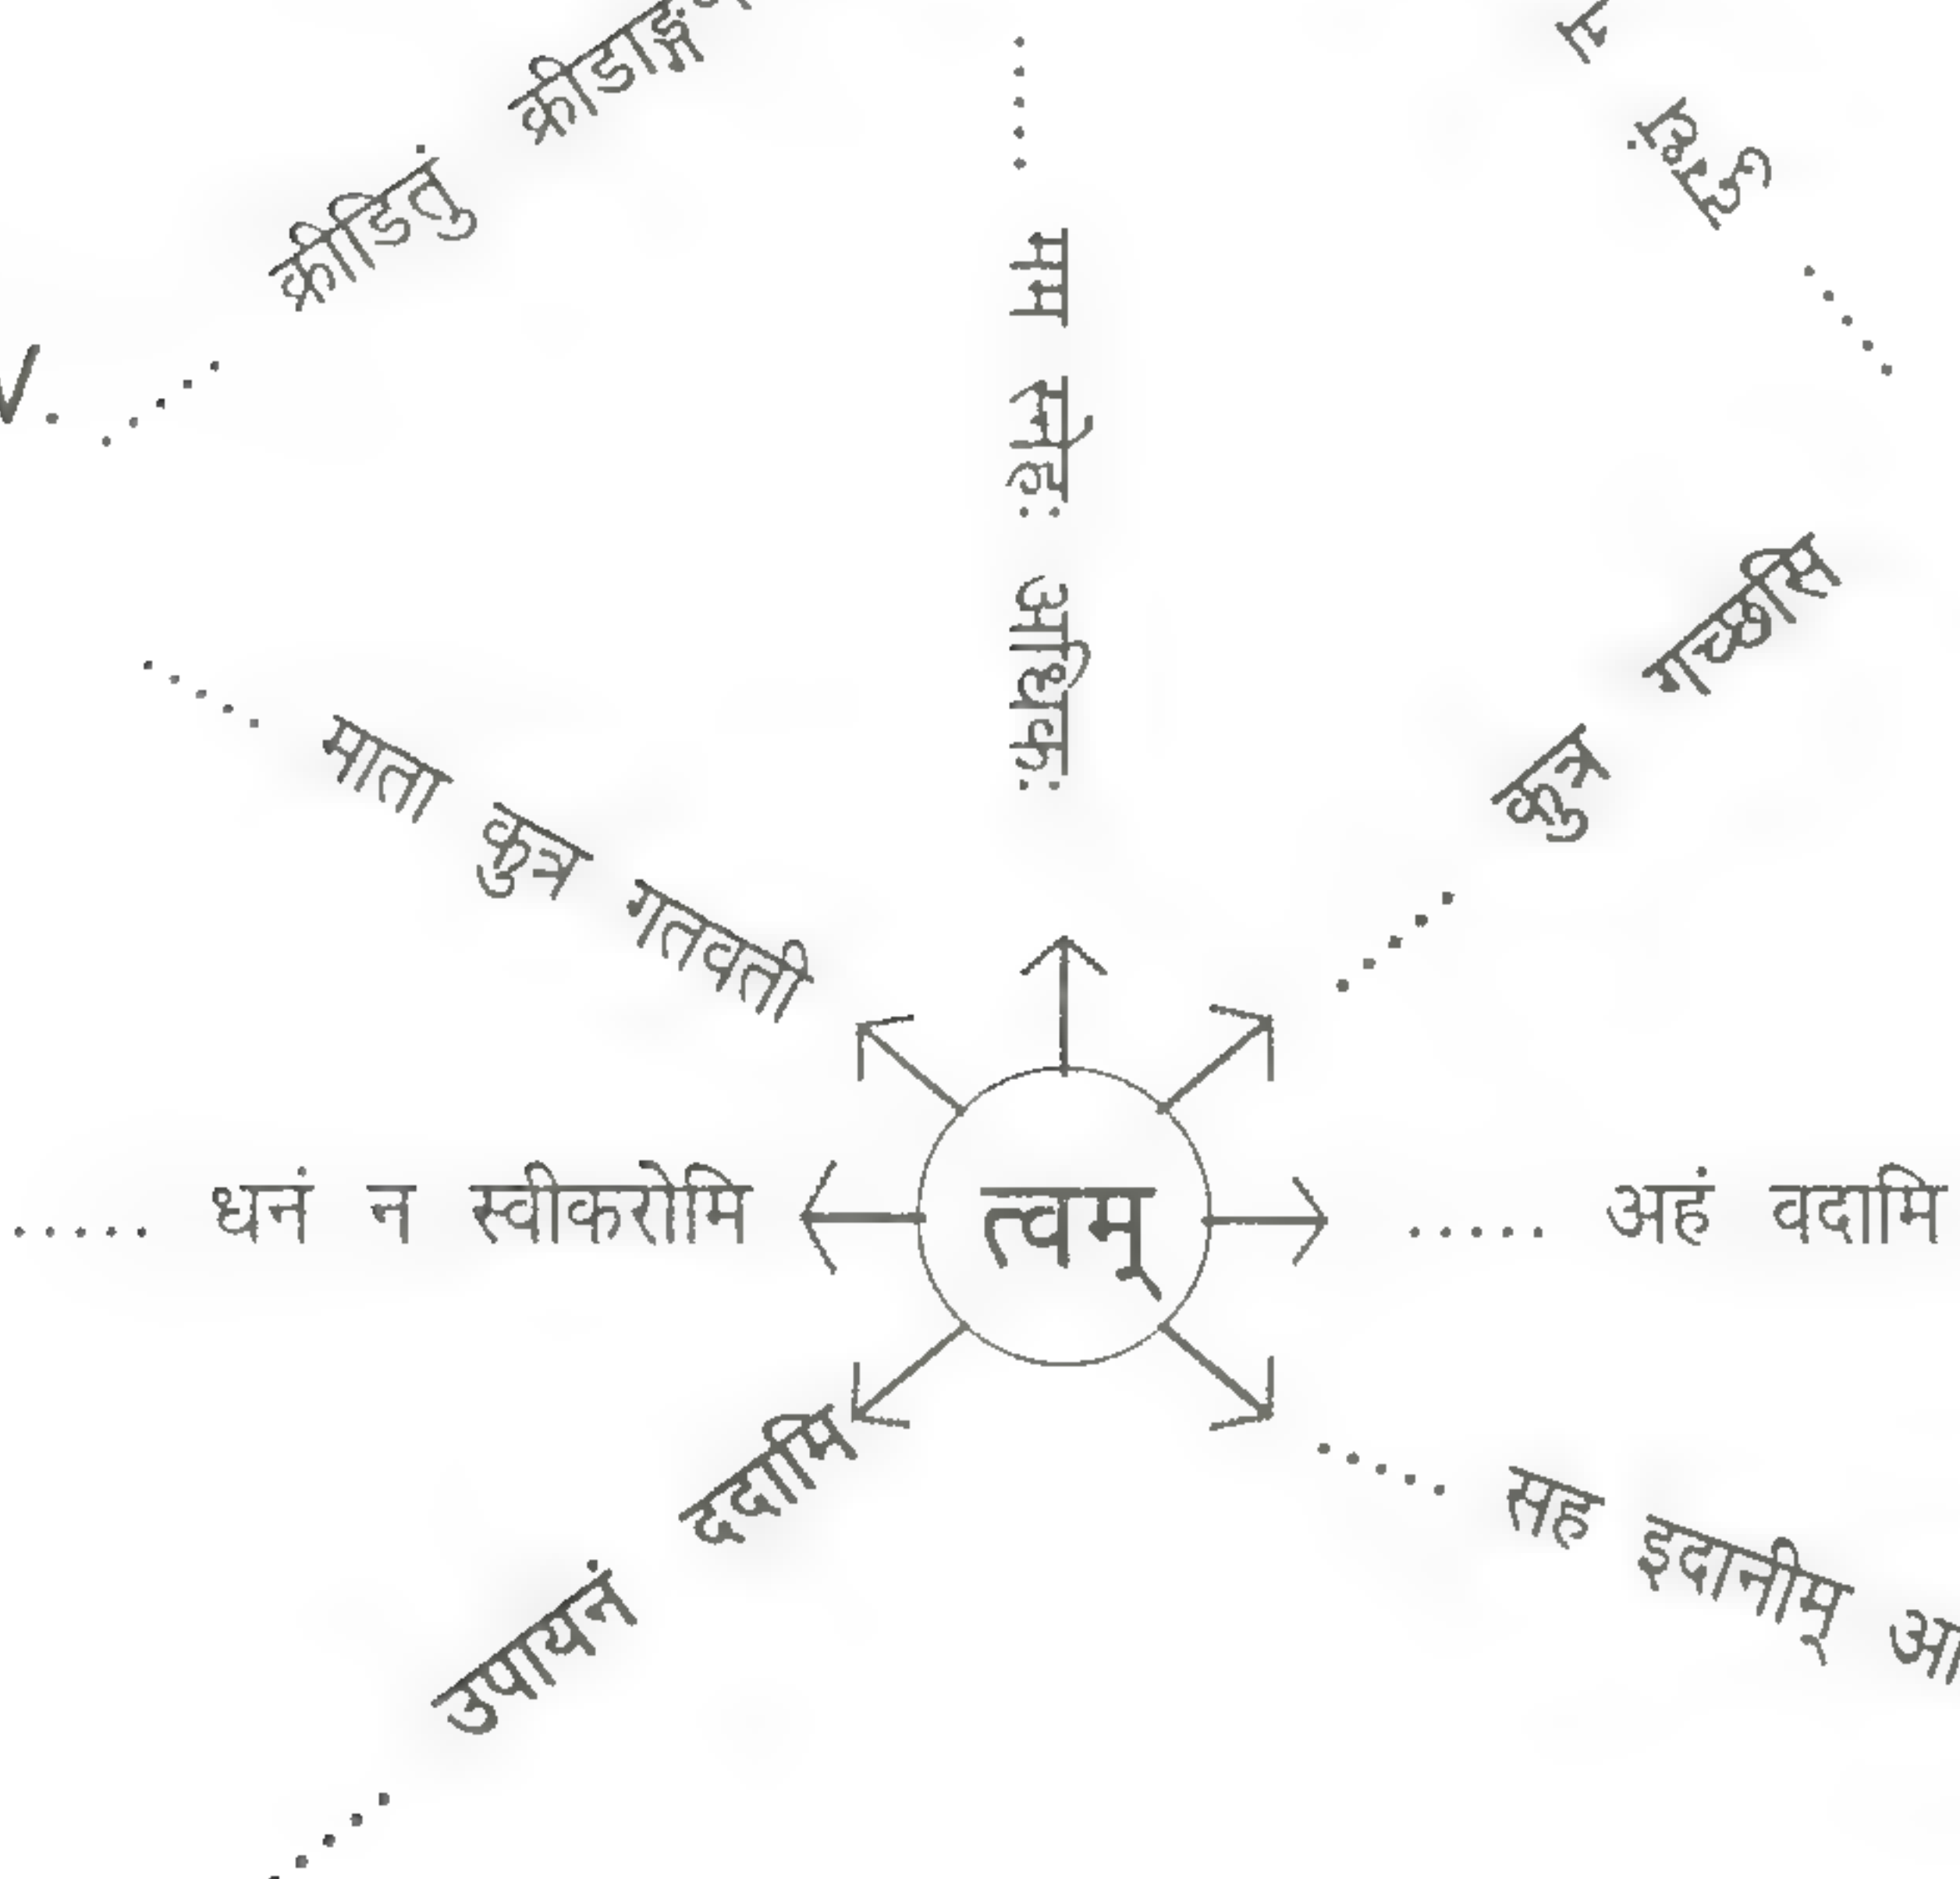 क्रीडितुं
..... मम स्नेहः अधिकः
..... कुत्र गच्छसि
..... माता कुत्र गतवती
..... धनं न स्वीकरोमि
त्वम्
..... अहं वदामि
उपायनं ददामि
..... सह इदानीम्